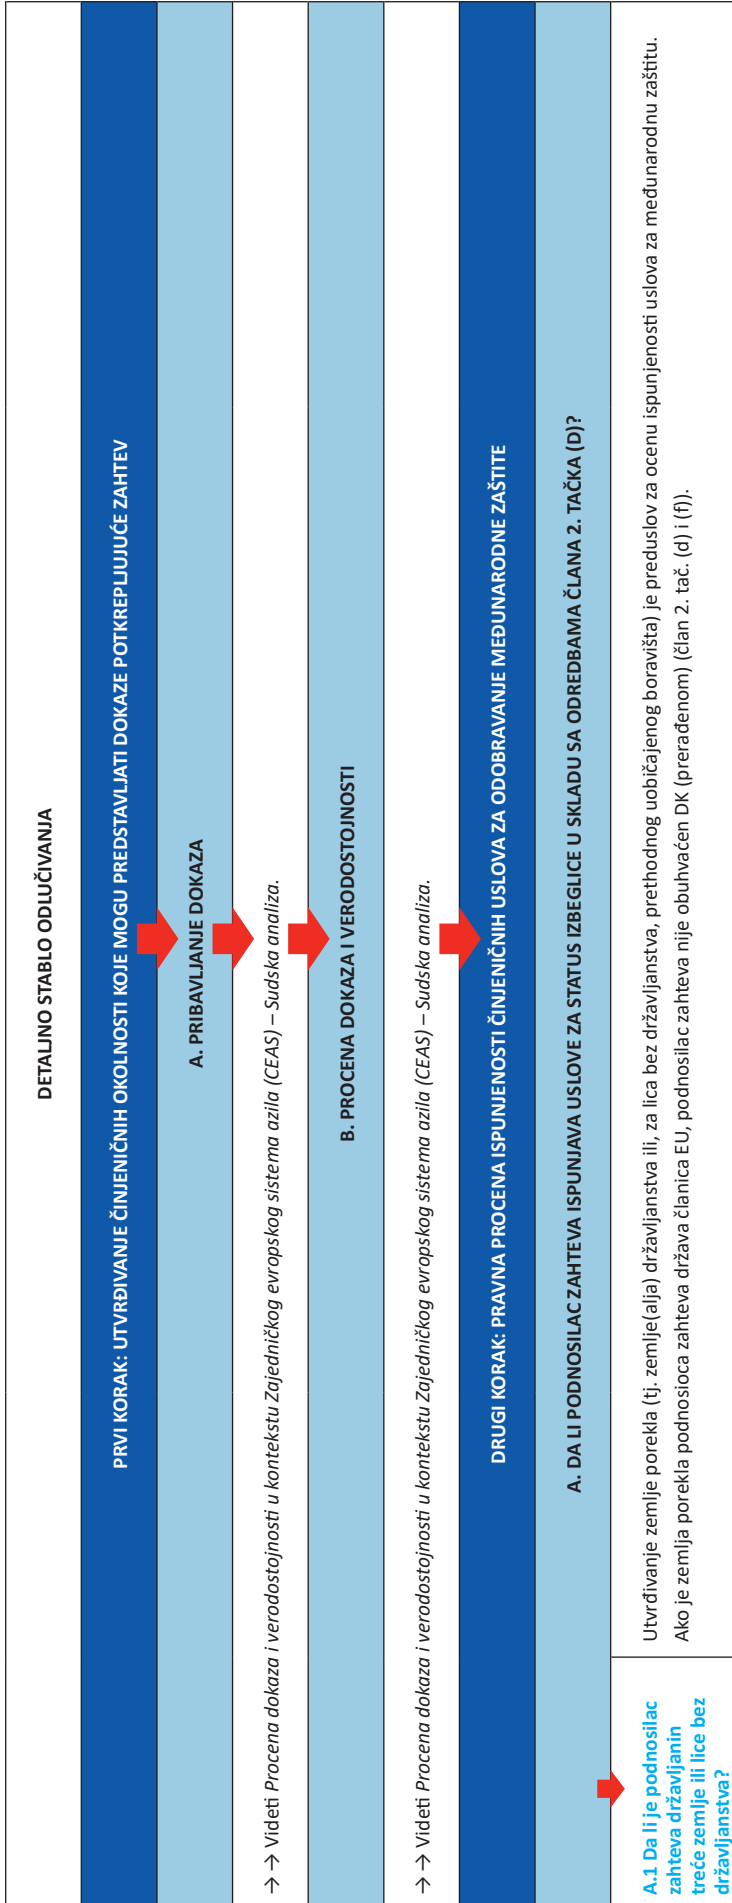 DETALJNO STABLO ODLUČIVANJA
PRVI KORAK: UTVRĐIVANJE ČINJENIČNIH OKOLNOSTI KOJE MOGU PREDSTAVLJATI DOKAZE POTKREPLJUJUĆE ZAHTEV
A. PRIBAVLJANJE DOKAZA
→ → Videti Procena dokaza i verodostojnosti u kontekstu Zajedničkog evropskog sistema azila (CEAS) – Sudska analiza.
B. PROCENA DOKAZA I VERODOSTOJNOSTI
→ → Videti Procena dokaza i verodostojnosti u kontekstu Zajedničkog evropskog sistema azila (CEAS) – Sudska analiza.
DRUGI KORAK: PRAVNA PROCENA ISPUNJENOSTI ČINJENIČNIH USLOVA ZA ODOBRAVANJE MEĐUNARODNE ZAŠTITE
A. DA LI PODNOSILAC ZAHTEVA ISPUNJAVA USLOVE ZA STATUS IZBEGLICE U SKLADU SA ODREDBAMA ČLANA 2. TAČKA (D)?
A.1 Da li je podnosilac
zahteva državljanin
treće zemlje ili lice bez
državljanstva?
Utvrđivanje zemlje porekla (tj. zemlje(alja) državljanstva ili, za lica bez državljanstva, prethodnog uobičajenog boravišta) je preduslov za ocenu ispunjenosti uslova za međunarodnu zaštitu.
Ako je zemlja porekla podnosioca zahteva država članica EU, podnosilac zahteva nije obuhvaćen DK (prerađenom) (član 2. tač. (d) i (f)).